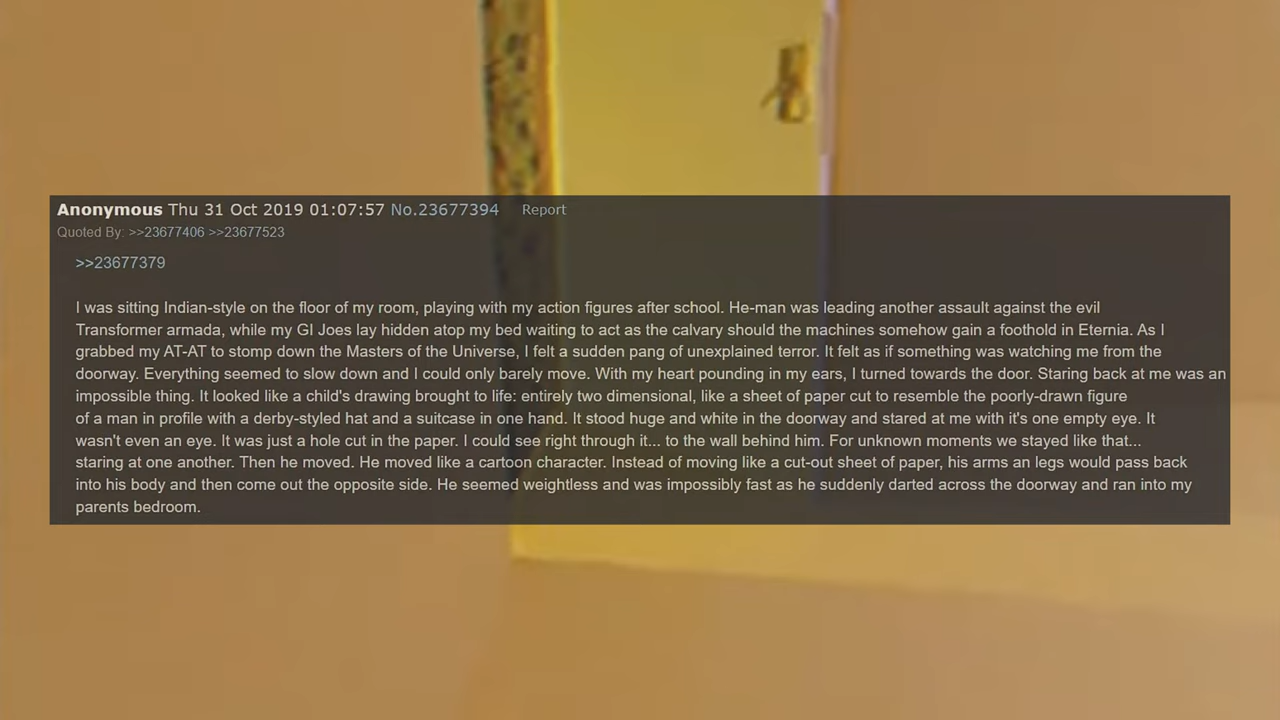 Anonymous Thu 31 Oct 2019 01:07:57 No.23677394 Report
Quoted By: >>23677406 >>23677523
>>23677379
I was sitting Indian-style on the floor of my room, playing with my action figures after school. He-man was leading another assault against the evil
Transformer armada, while my GI Joes lay hidden atop my bed waiting to act as the calvary should the machines somehow gain a foothold in Eternia. As I
grabbed my AT-AT to stomp down the Masters of the Universe, I felt a sudden pang of unexplained terror. It felt as if something was watching me from the
doorway. Everything seemed to slow down and I could only barely move. With my heart pounding in my ears, I turned towards the door. Staring back at me was an
impossible thing. It looked like a child's drawing brought to life: entirely two dimensional, like a sheet of paper cut to resemble the poorly-drawn figure
of a man in profile with a derby-styled hat and a suitcase in one hand. It stood huge and white in the doorway and stared at me with it's one empty eye. It
wasn't even an eye. It was just a hole cut in the paper. I could see right through it... to the wall behind him. For unknown moments we stayed like that...
staring at one another. Then he moved. He moved like a cartoon character. Instead of moving like a cut-out sheet of paper, his arms an legs would pass back
into his body and then come out the opposite side. He seemed weightless and was impossibly fast as he suddenly darted across the doorway and ran into my
parents bedroom.